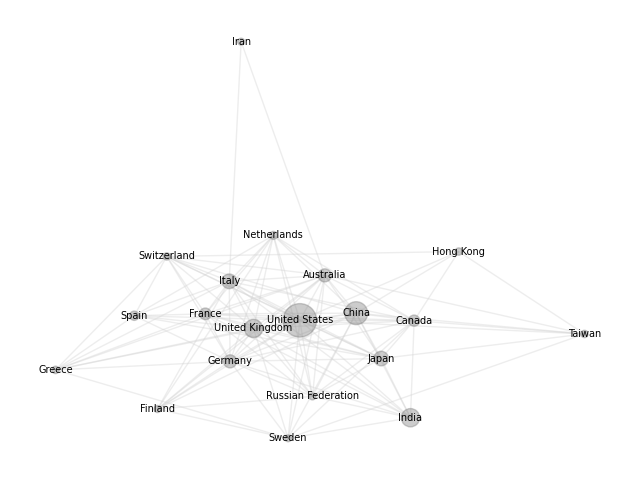 Iran
Netherlands
Hong Kong
Switzerland
Australia
Italy
France
China
Spain
United States
Canada
United Kingdom
Taiwan
Germany
Japan
Greece
Russian Federation
Finland
India
Sweden